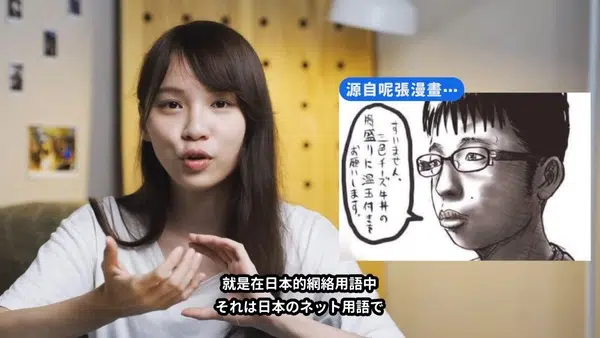 源自呢張漫畫…
すいません、
三色チーズ牛丼の
肉盛りに温玉付きを
お願いします。
就是在日本的網絡用語中
それは日本のネット用語で